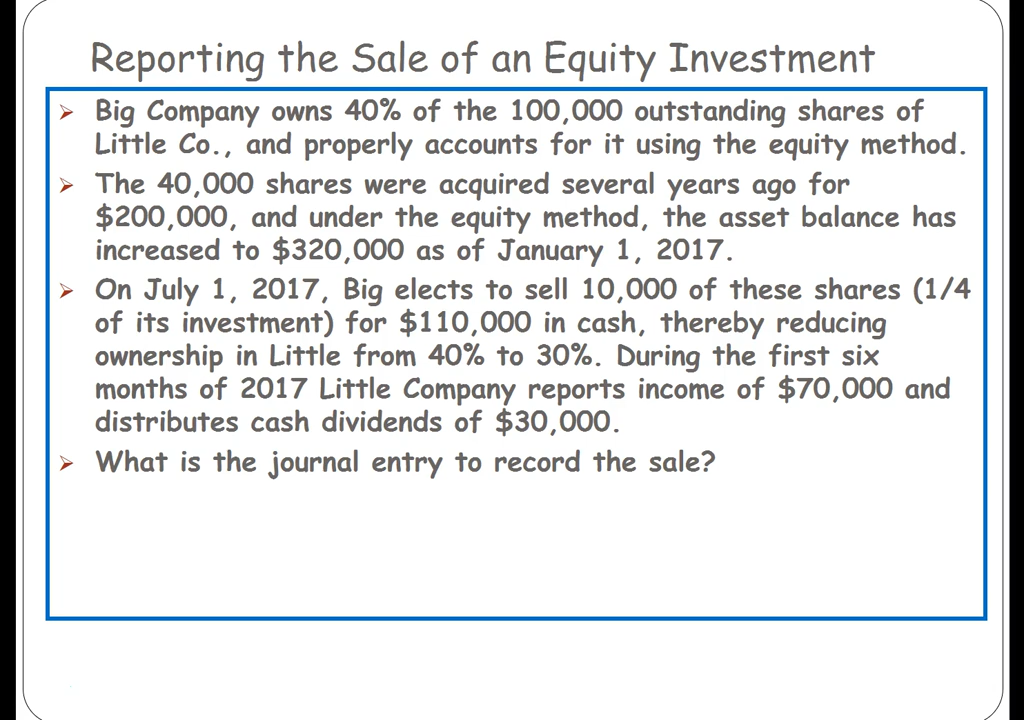 Reporting the Sale of an Equity Investment
Big Company owns 40% of the 100,000 outstanding shares of
Little Co., and properly accounts for it using the equity method.
The 40,000 shares were acquired several years ago for
$200,000, and under the equity method, the asset balance has
increased to $320,000 as of January 1, 2017.
On July 1, 2017, Big elects to sell 10,000 of these shares (1/4
of its investment) for $110,000 in cash, thereby reducing
ownership in Little from 40% to 30%. During the first six
months of 2017 Little Company reports income of $70,000 and
distributes cash dividends of $30,000.
What is the journal entry to record the sale?